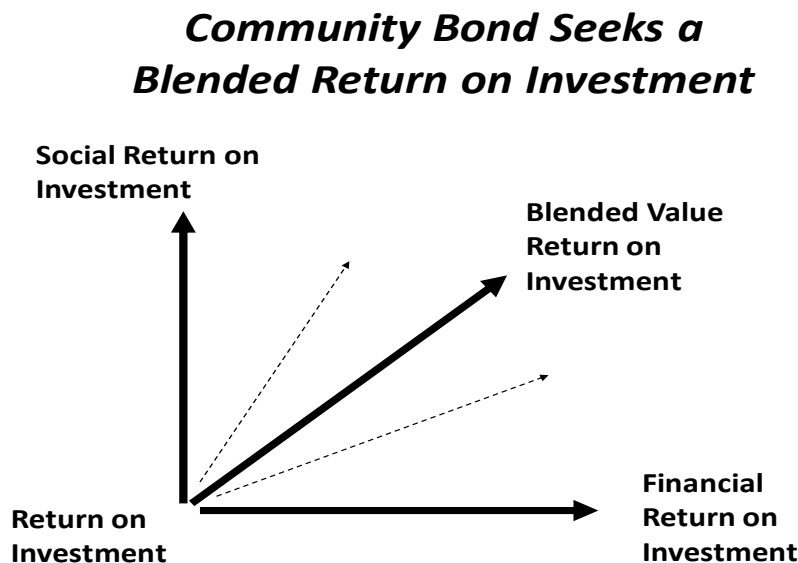 Community Bond Seeks a
Blended Return on Investment
Social Return on
Investment
Blended Value
Return on
Investment
Financial
Return on
Investment
Return on
Investment